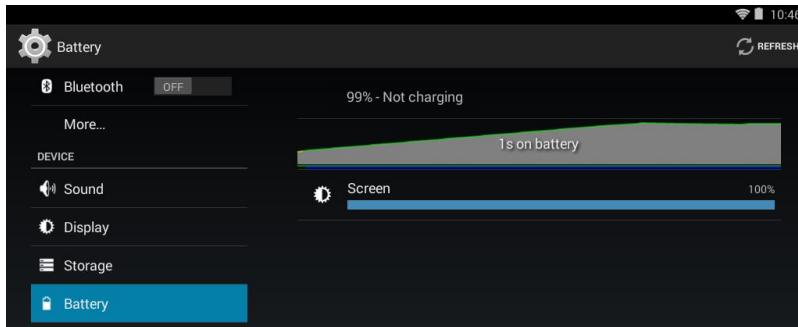 10:46
Battery
REFRESH
Bluetooth OFF
More...
DEVICE
Sound
Display
Storage
Battery
99% - Not charging
1s on battery
Screen 100%